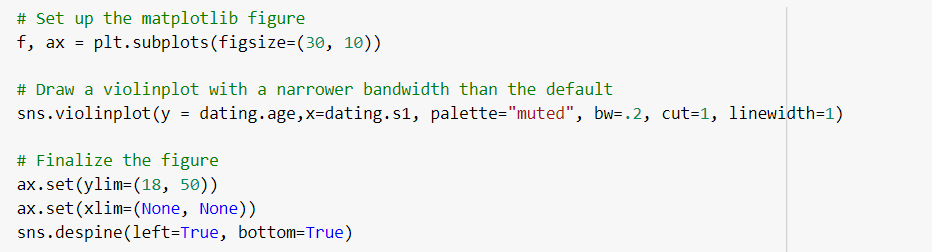 # Set up the matplotlib figure
f, ax = plt.subplots(figsize=(30, 10))
# Draw a violinplot with a narrower bandwidth than the default
sns.violinplot(y = dating.age,x=dating.s1, palette="muted", bw=.2, cut=1, linewidth=1)
# Finalize the figure
ax.set(ylim=(18, 50))
ax.set(xlim=(None, None))
sns.despine(left=True, bottom=True)